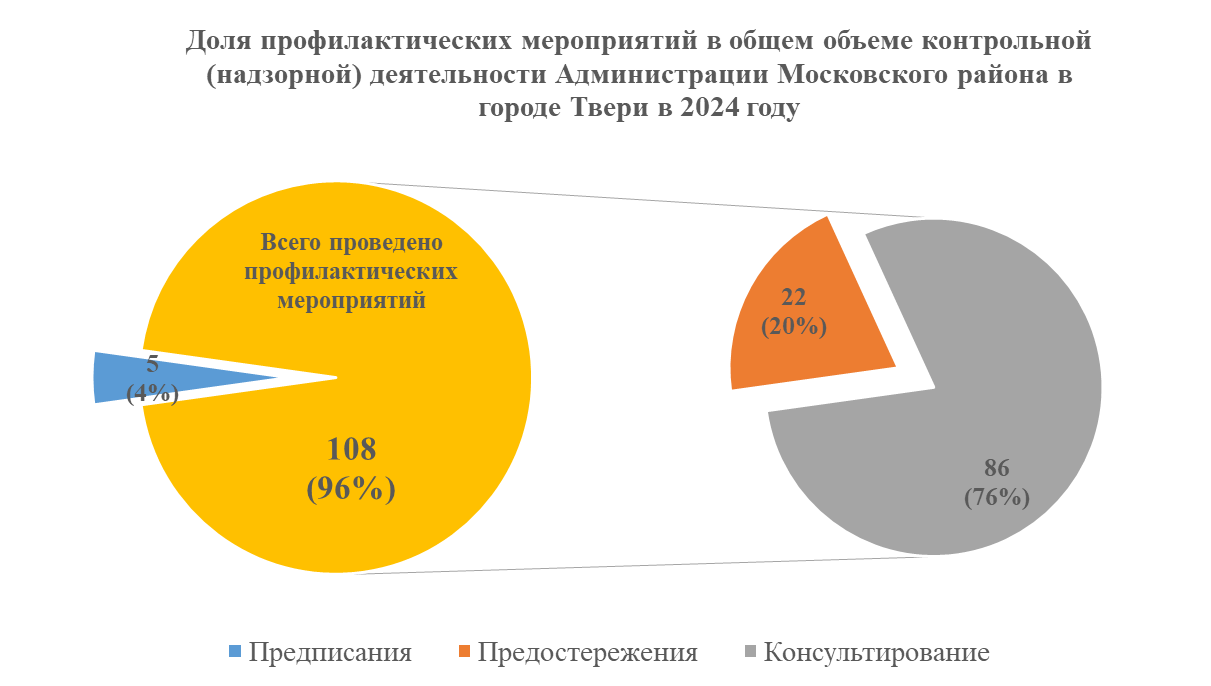 Доля профилактических мероприятий в общем объеме контрольной
(надзорной) деятельности Администрации Московского района в
городе Твери в 2024 году
Всего проведено
профилактических
мероприятий
5
(4%)
108
(96%)
22
(20%)
86
(76%)
Предписания
Предостережения
Консультирование